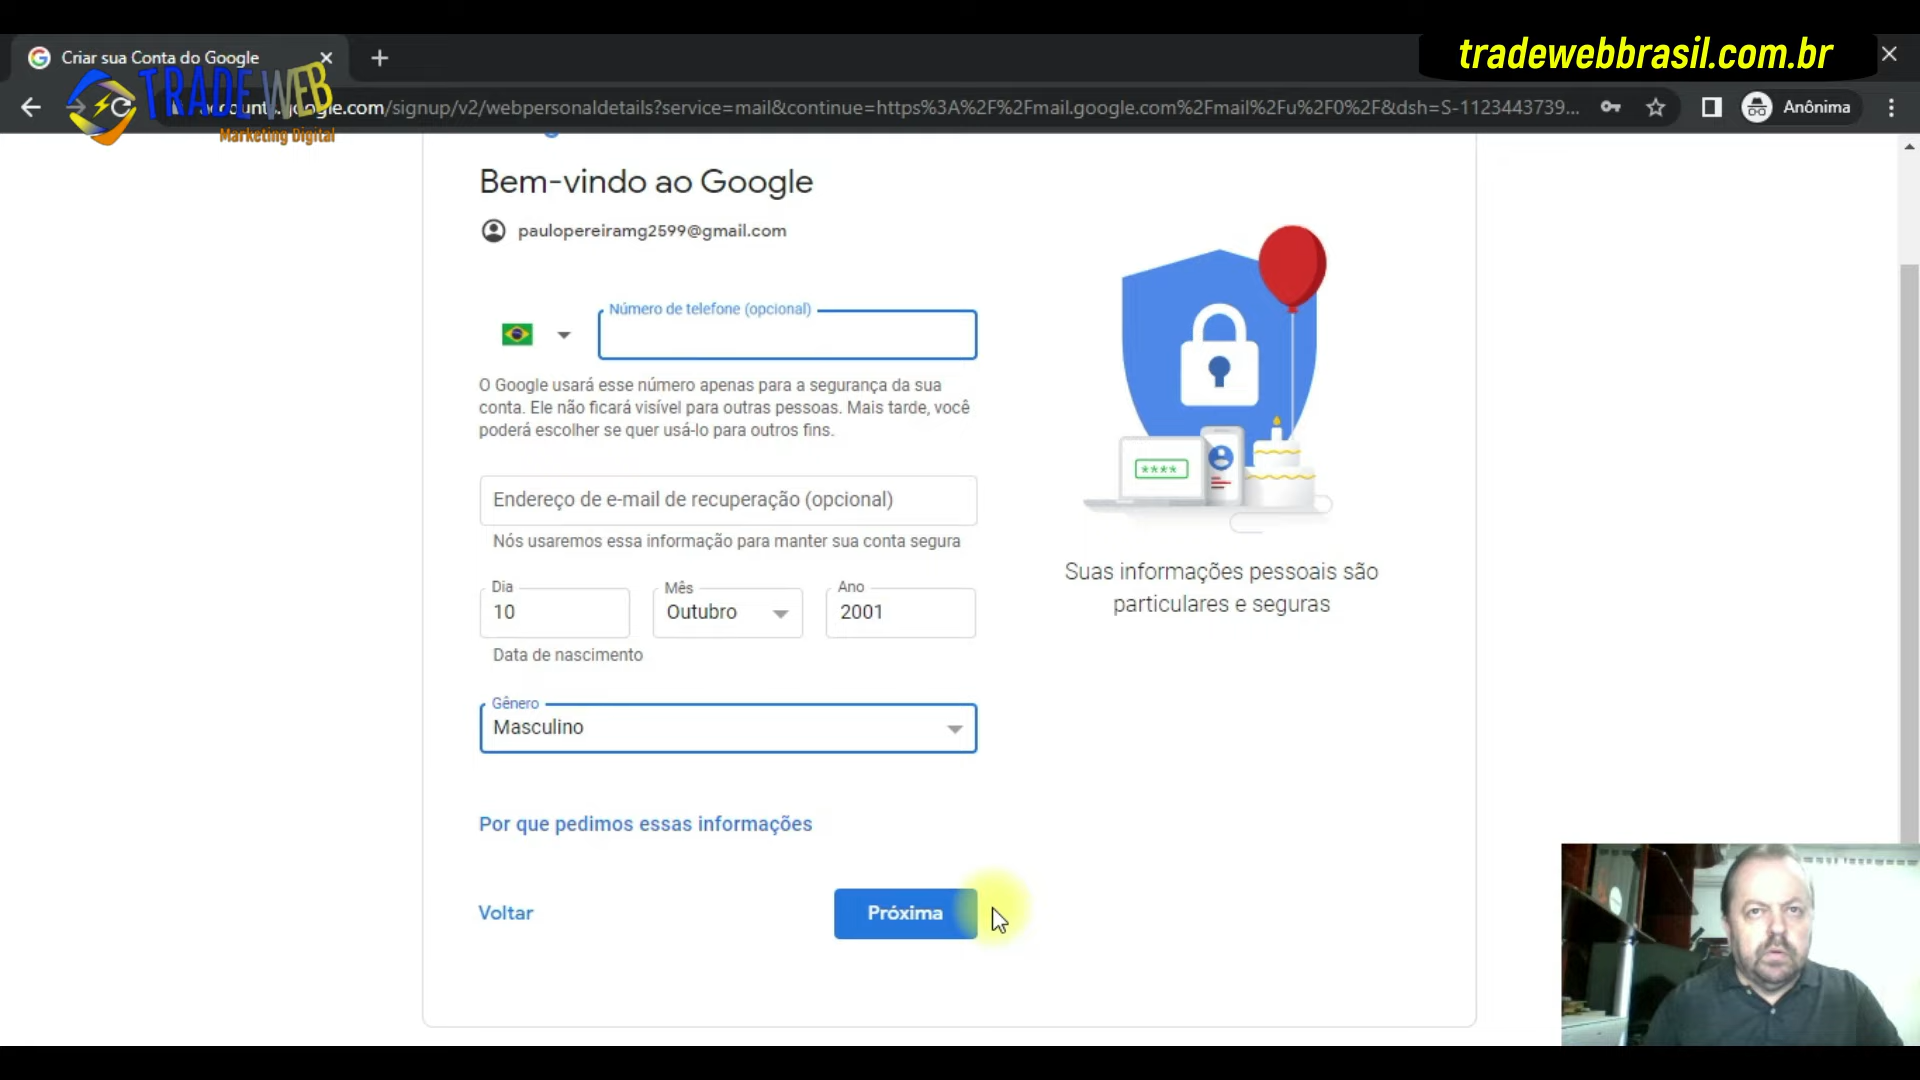 Criar sua Conta do Google
tradewebbrasil.com.br
TRADE WEB
Marketing Digital
google.com/signup/v2/webpersonaldetails?service=mail&continue=https%3A%2F%2Fmail.google.com%2Fmail%2Fu%2F0%2F&dsh=S-1123443739...
Anônima
Bem-vindo ao Google
paulopereiramg2599@gmail.com
Número de telefone (opcional)
O Google usará esse número apenas para a segurança da sua
conta. Ele não ficará visível para outras pessoas. Mais tarde, você
poderá escolher se quer usá-lo para outros fins.
Endereço de e-mail de recuperação (opcional)
Nós usaremos essa informação para manter sua conta segura
Dia
Mês
Ano
10
Outubro
2001
Data de nascimento
Gênero
Masculino
Por que pedimos essas informações
Voltar
Próxima
****
Suas informações pessoais são
particulares e seguras